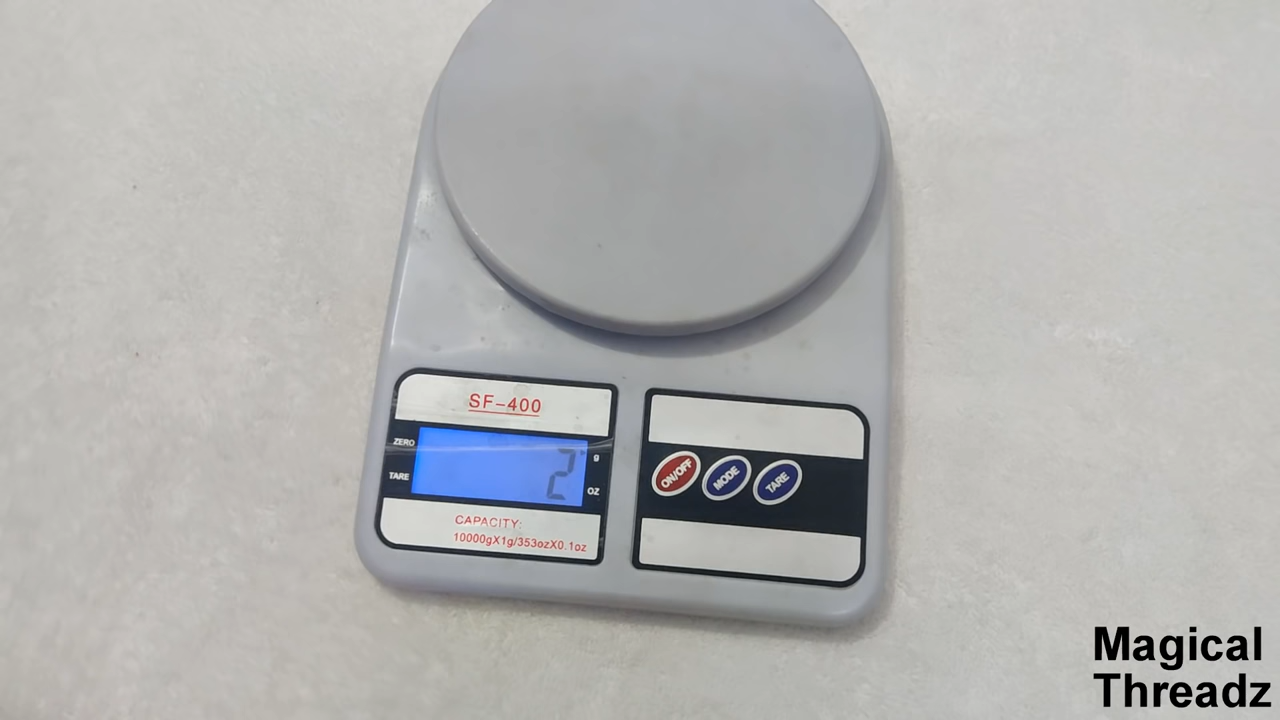 SF-400
ZERO
TARE
2
g
OZ
CAPACITY:
10000gX1g/353ozX0.1oz
ON/OFF
MODE
TARE
Magical
Threadz